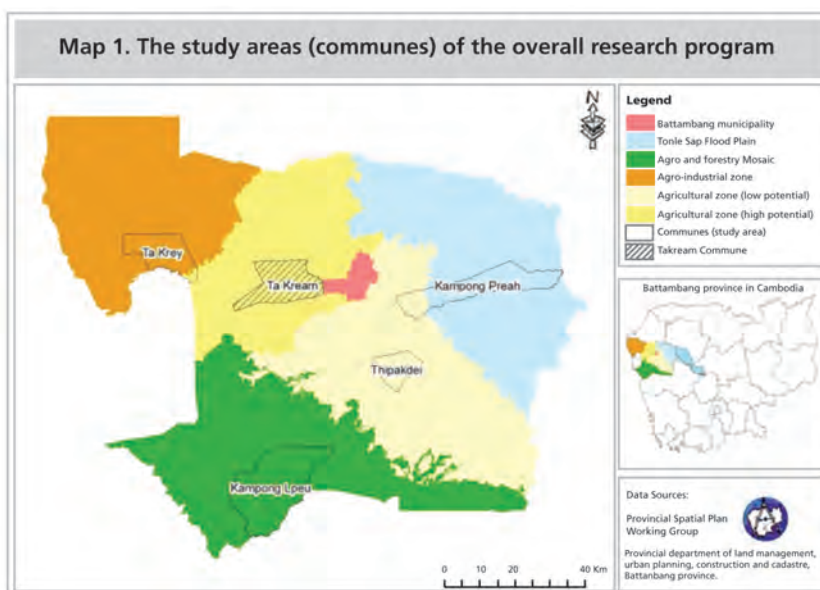 Map 1. The study areas (communes) of the overall research program
N
Legend
Battambang municipality
Tonle Sap Flood Plain
Agro and forestry Mosaic
Agro-industrial zone
Agricultural zone (low potential)
Agricultural zone (high potential)
Communes (study area)
Takream Commune
Ta Krey
Ta Kream
Kampong Preah
Thipakdei
Kampong Lpeu
Battambang province in Cambodia
Data Sources:
Provincial Spatial Plan
Working Group
Provincial department of land management,
urban planning, construction and cadastre,
Battanbang province.
0 5 10 20 30 40 Km